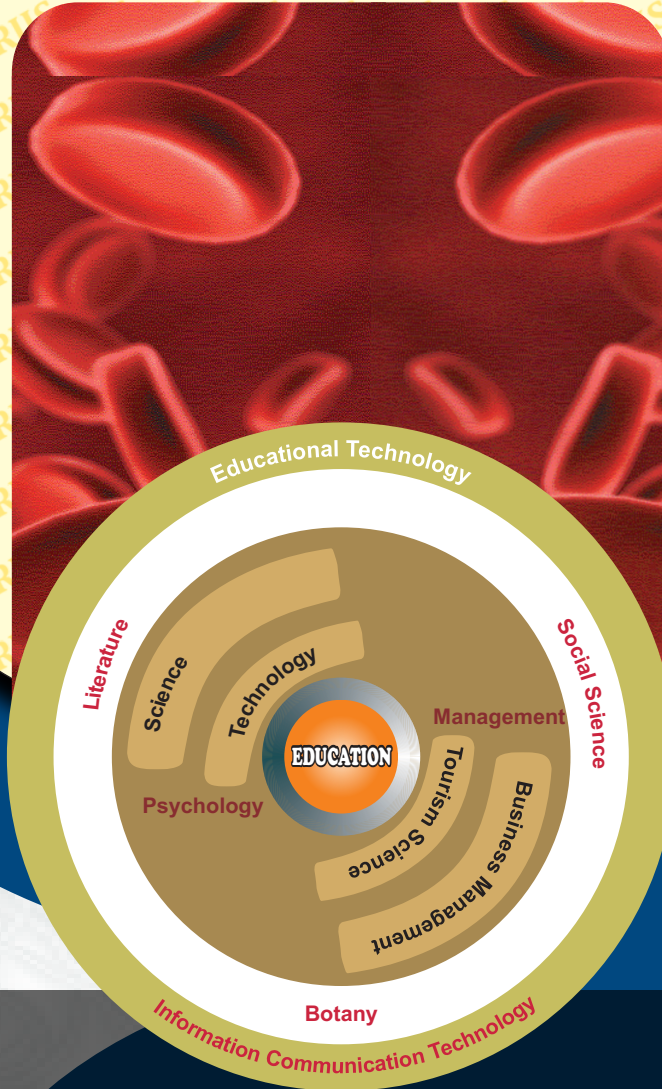 Educational Technology
Literature
Social Science
Science
Technology
Management
EDUCATION
Psychology
Tourism Science
Business Management
Botany
Information Communication Technology